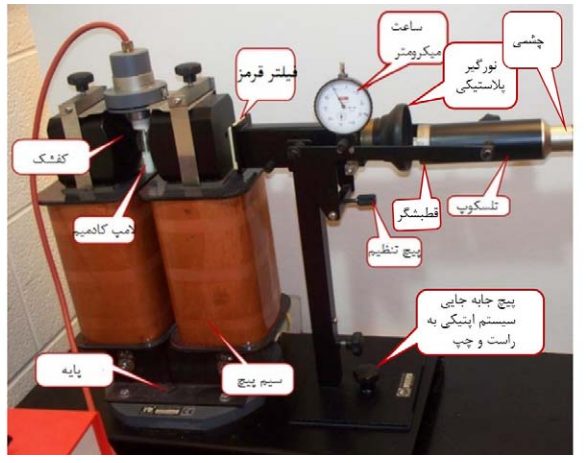 ساعت
میکرومتر
نورگیر
پلاستیکی
چشمی
فیلتر قرمز
کفشک
لامپ کادمیم
قطبشگر
تلسکوپ
پیچ تنظیم
پیچ جابه جایی
سیستم اپتیکی به
راست و چپ
سیم پیچ
پایه